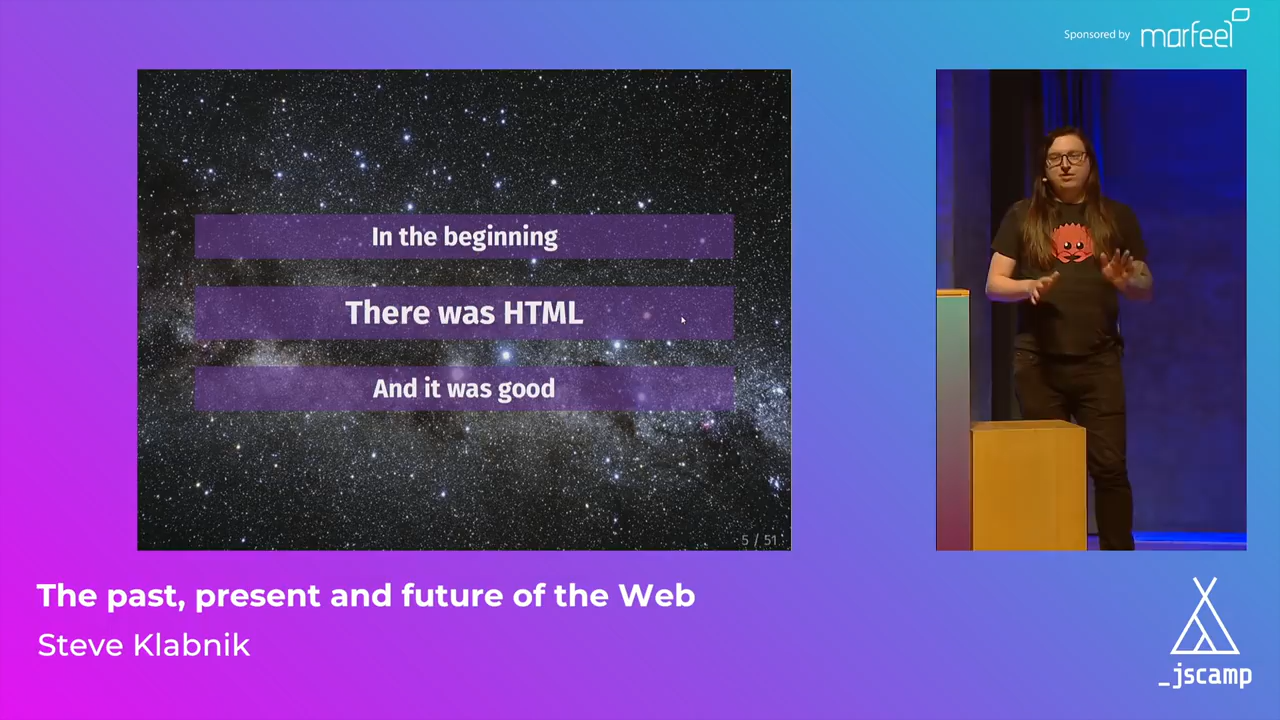 Sponsored by marfeel
In the beginning
There was HTML
And it was good
5 / 51
The past, present and future of the Web
Steve Klabnik
_jscamp